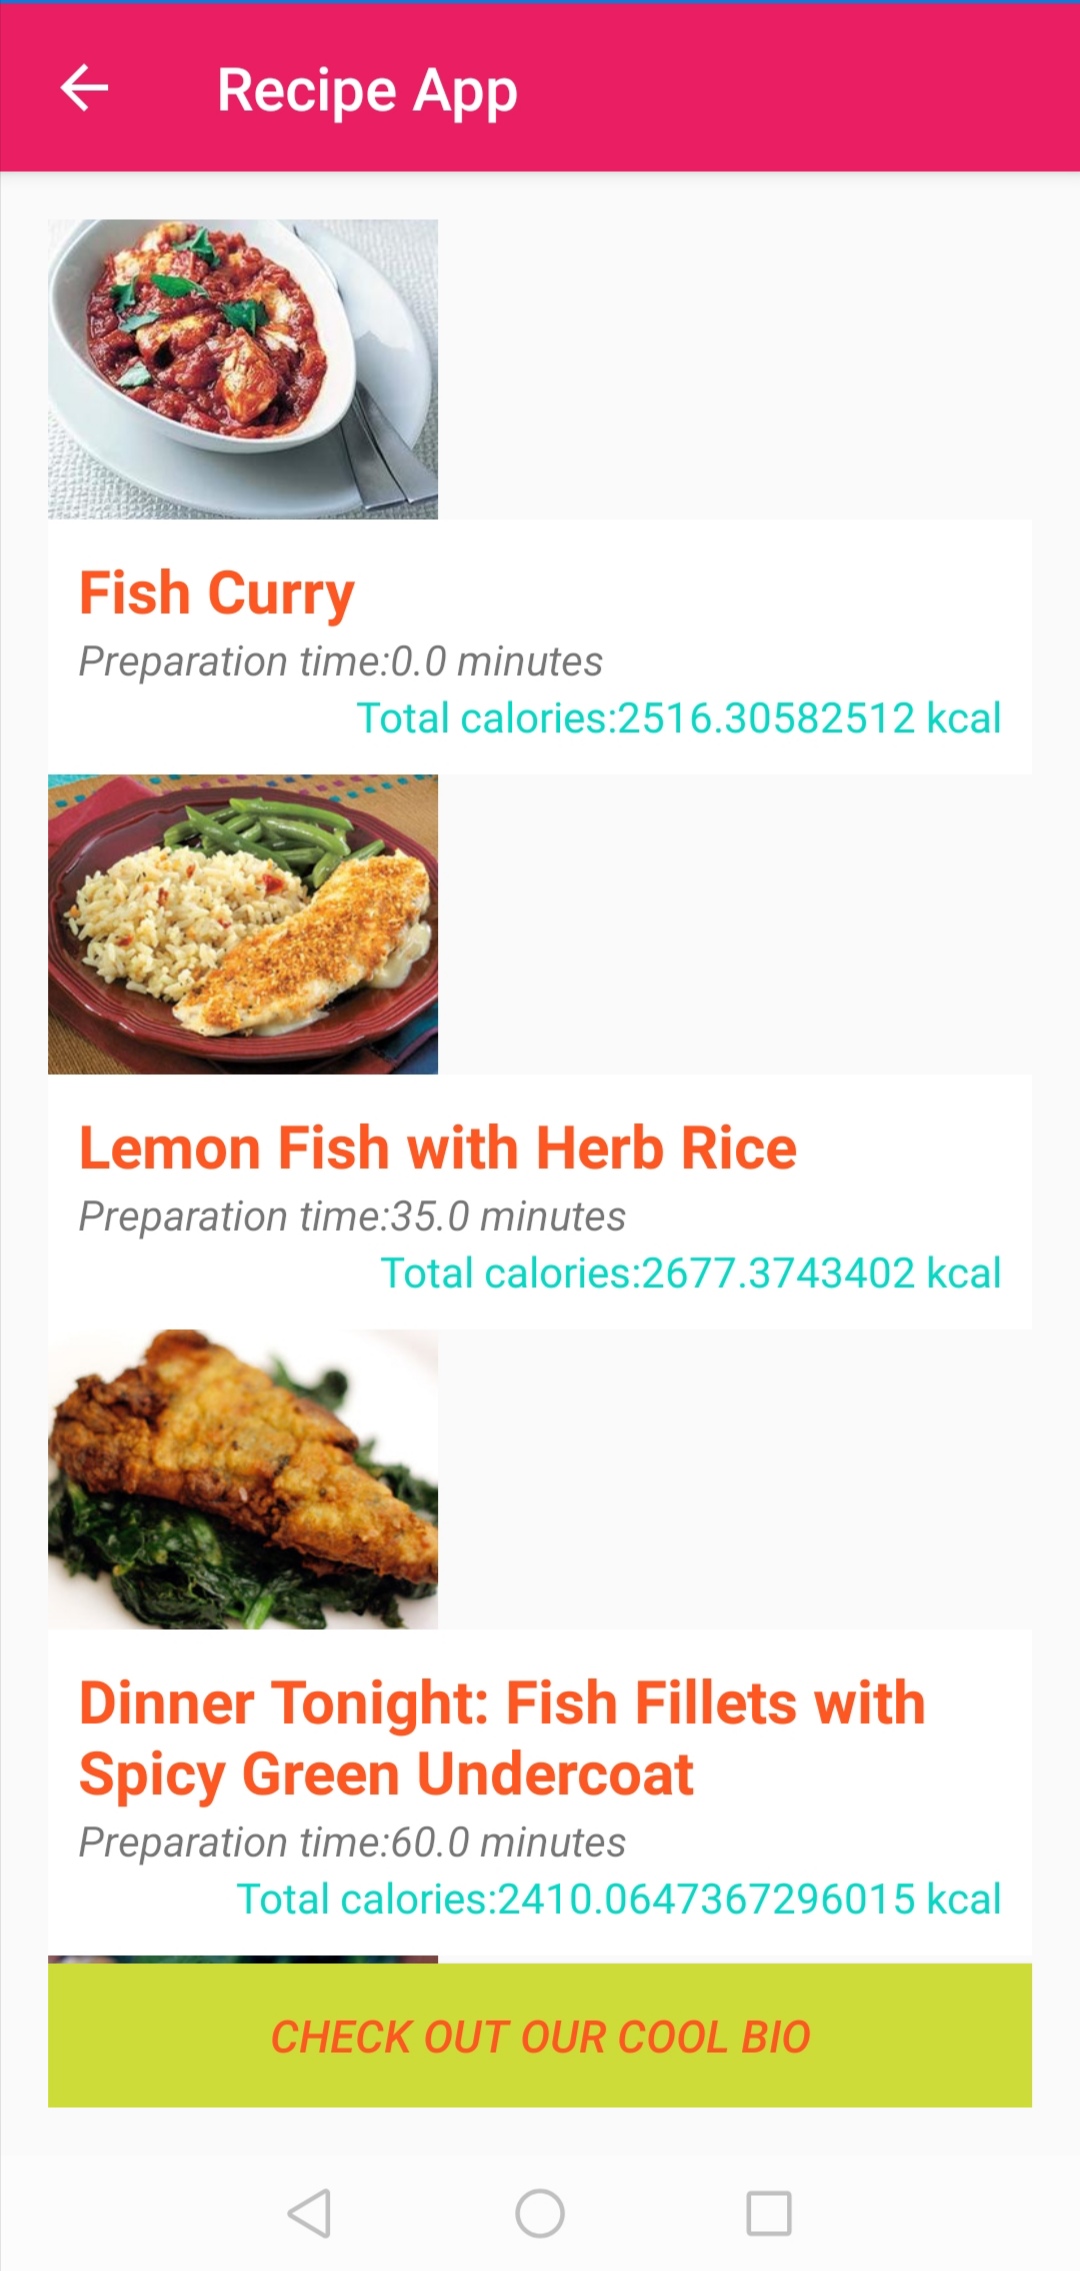 Recipe App
Fish Curry
Preparation time:0.0 minutes
Total calories:2516.30582512 kcal
Lemon Fish with Herb Rice
Preparation time:35.0 minutes
Total calories:2677.3743402 kcal
Dinner Tonight: Fish Fillets with
Spicy Green Undercoat
Preparation time:60.0 minutes
Total calories:2410.0647367296015 kcal
CHECK OUT OUR COOL BIO